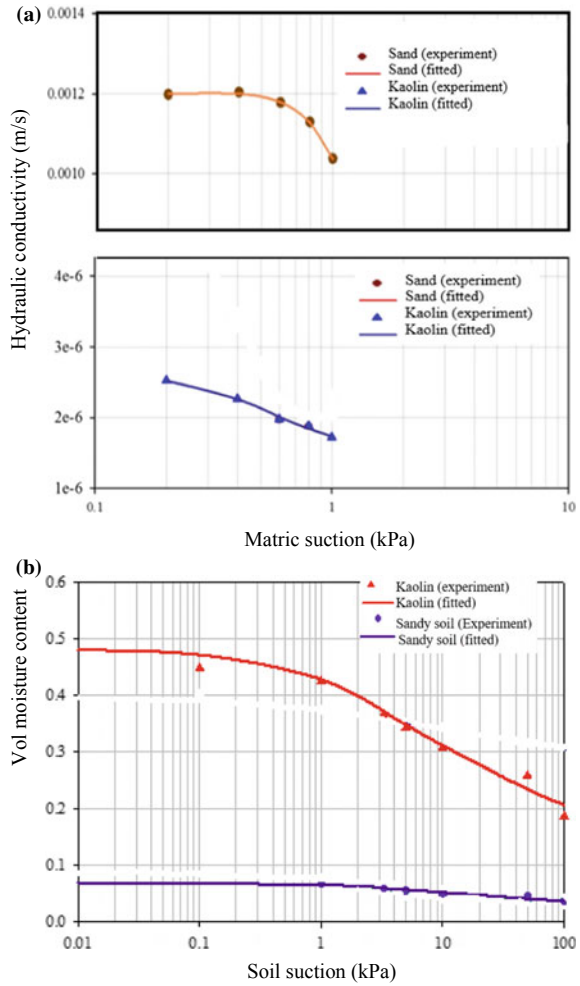 (a)
0.0014
0.0012
0.0010
Sand (experiment)
Sand (fitted)
Kaolin (experiment)
Kaolin (fitted)
Hydraulic conductivity (m/s)
4e-6
3e-6
2e-6
1e-6
Sand (experiment)
Sand (fitted)
Kaolin (experiment)
Kaolin (fitted)
0.1
1
10
Matric suction (kPa)
(b)
0.6
0.5
0.4
0.3
0.2
0.1
0.0
Vol moisture content
Kaolin (experiment)
Kaolin (fitted)
Sandy soil (Experiment)
Sandy soil (fitted)
0.01
0.1
1
10
100
Soil suction (kPa)